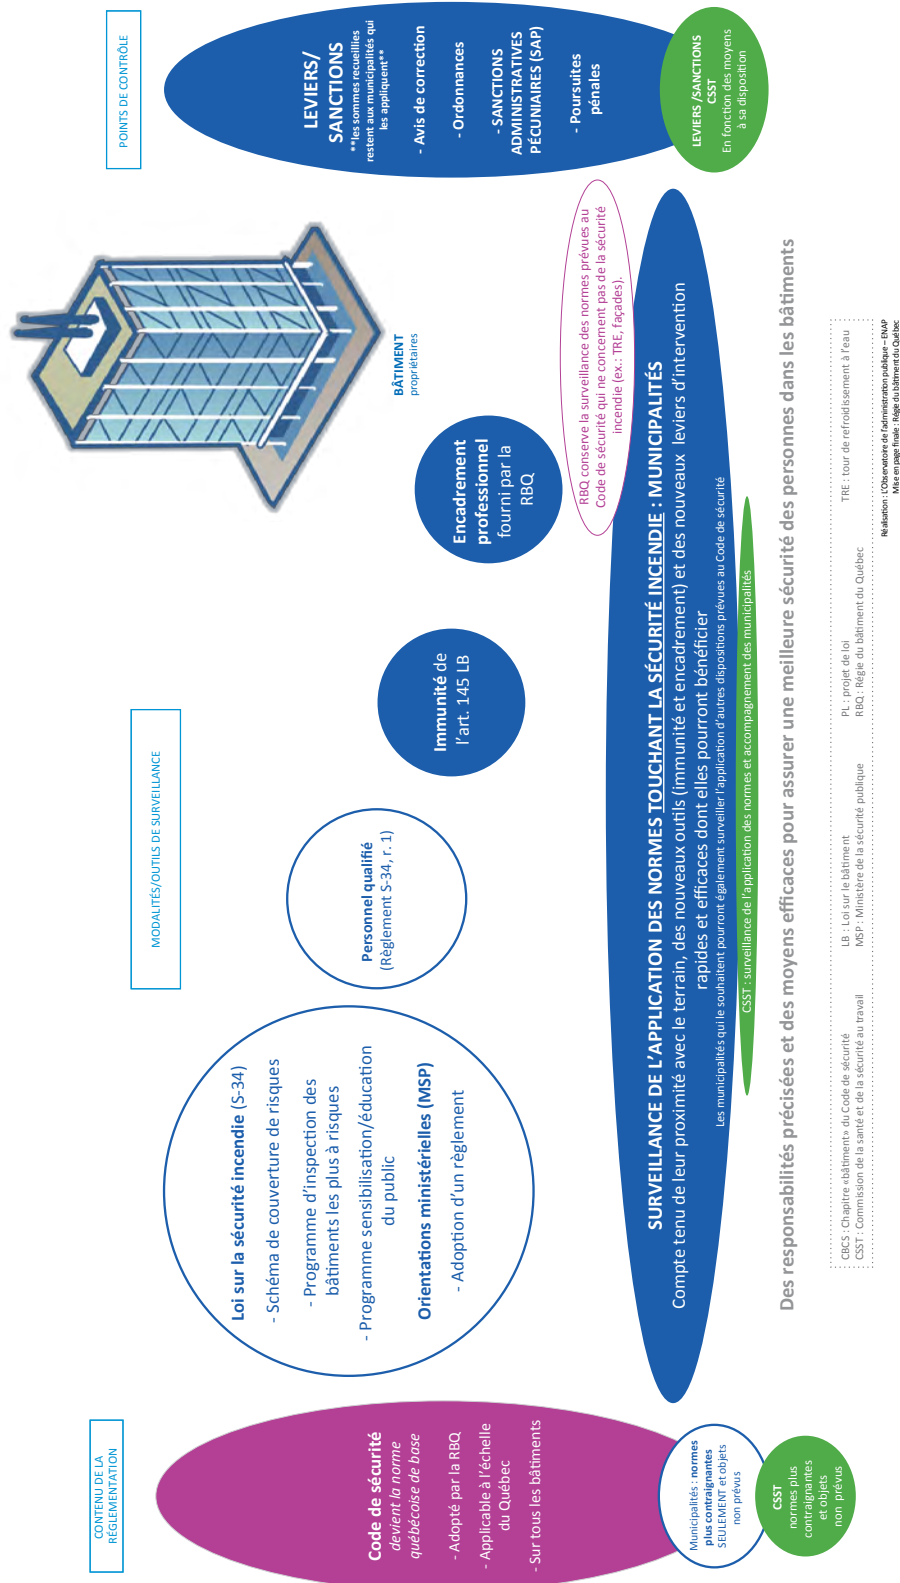 CONTENU DE LA
RÉGLEMENTATION
MODALITÉS/OUTILS DE SURVEILLANCE
POINTS DE CONTRÔLE
Code de sécurité
devient la norme
québécoise de base
- Adopté par la RBQ
- Applicable à l'échelle
du Québec
- Sur tous les bâtiments
Municipalités : normes
plus contraignantes
SEULEMENT et objets
non prévus
CSST
normes plus
contraignantes
et objets
non prévus
Loi sur la sécurité incendie (S-34)
- Schéma de couverture de risques
- Programme d'inspection des
bâtiments les plus à risques
- Programme sensibilisation/éducation
du public
Orientations ministérielles (MSP)
- Adoption d'un règlement
Personnel qualifié
(Règlement S-34, r. 1)
Immunité de
l'art. 145 LB
Encadrement
professionnel
fourni par la
RBQ
BÂTIMENT
propriétaires
LEVIERS/
SANCTIONS
**les sommes recueillies
restent aux municipalités qui
les appliquent**
- Avis de correction
- Ordonnances
- SANCTIONS
ADMINISTRATIVES
PÉCUNIAIRES (SAP)
- Poursuites
pénales
LEVIERS /SANCTIONS
CSST
En fonction des moyens
à sa disposition
RBQ conserve la surveillance des normes prévues au
Code de sécurité qui ne concernent pas de la sécurité
incendie (ex.: TRE, façades).
SURVEILLANCE DE L'APPLICATION DES NORMES TOUCHANT LA SÉCURITÉ INCENDIE : MUNICIPALITÉS
Compte tenu de leur proximité avec le terrain, des nouveaux outils (immunité et encadrement) et des nouveaux leviers d'intervention
rapides et efficaces dont elles pourront bénéficier
Les municipalités qui le souhaitent pourront également surveiller l'application d'autres dispositions prévues au Code de sécurité
CSST : surveillance de l'application des normes et accompagnement des municipalités
Des responsabilités précisées et des moyens efficaces pour assurer une meilleure sécurité des personnes dans les bâtiments
CBCS : Chapitre «bâtiment» du Code de sécurité
CSST : Commission de la santé et de la sécurité au travail
LB : Loi sur le bâtiment
MSP : Ministère de la sécurité publique
PL : projet de loi
RBQ : Régie du bâtiment du Québec
TRE : tour de refroidissement à l'eau
Réalisation : L'Observatoire de l'administration publique – ENAP
Mise en page finale : Régie du bâtiment du Québec